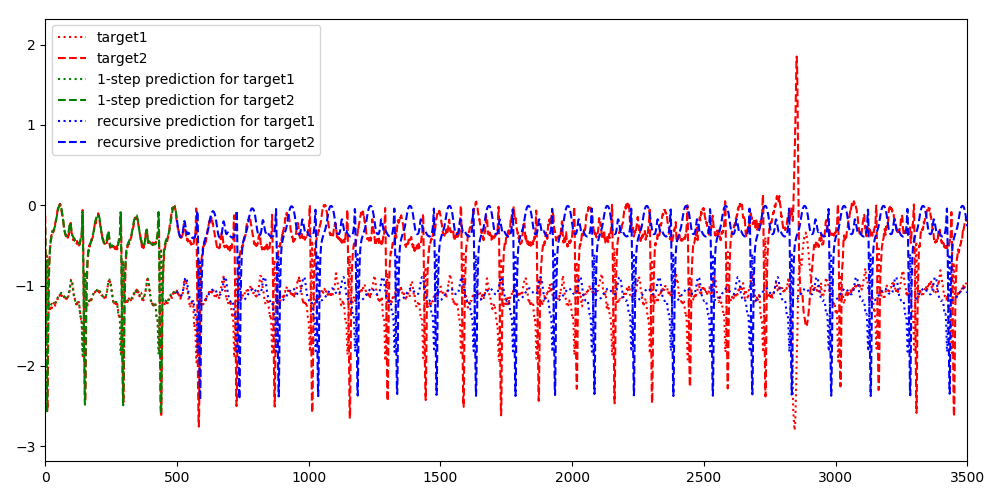 target1
target2
1-step prediction for target1
1-step prediction for target2
recursive prediction for target1
recursive prediction for target2
2
1
0
−1
−2
−3
0 500 1000 1500 2000 2500 3000 3500